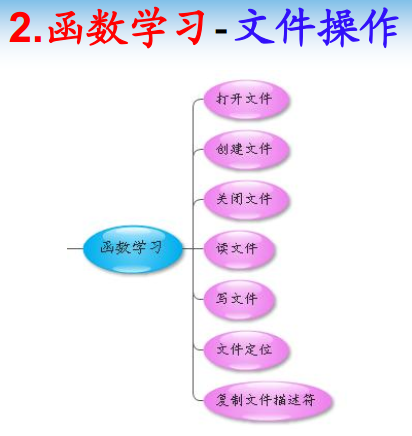 2.函数学习-文件操作
打开文件
创建文件
关闭文件
函数学习
读文件
写文件
文件定位
复制文件描述符